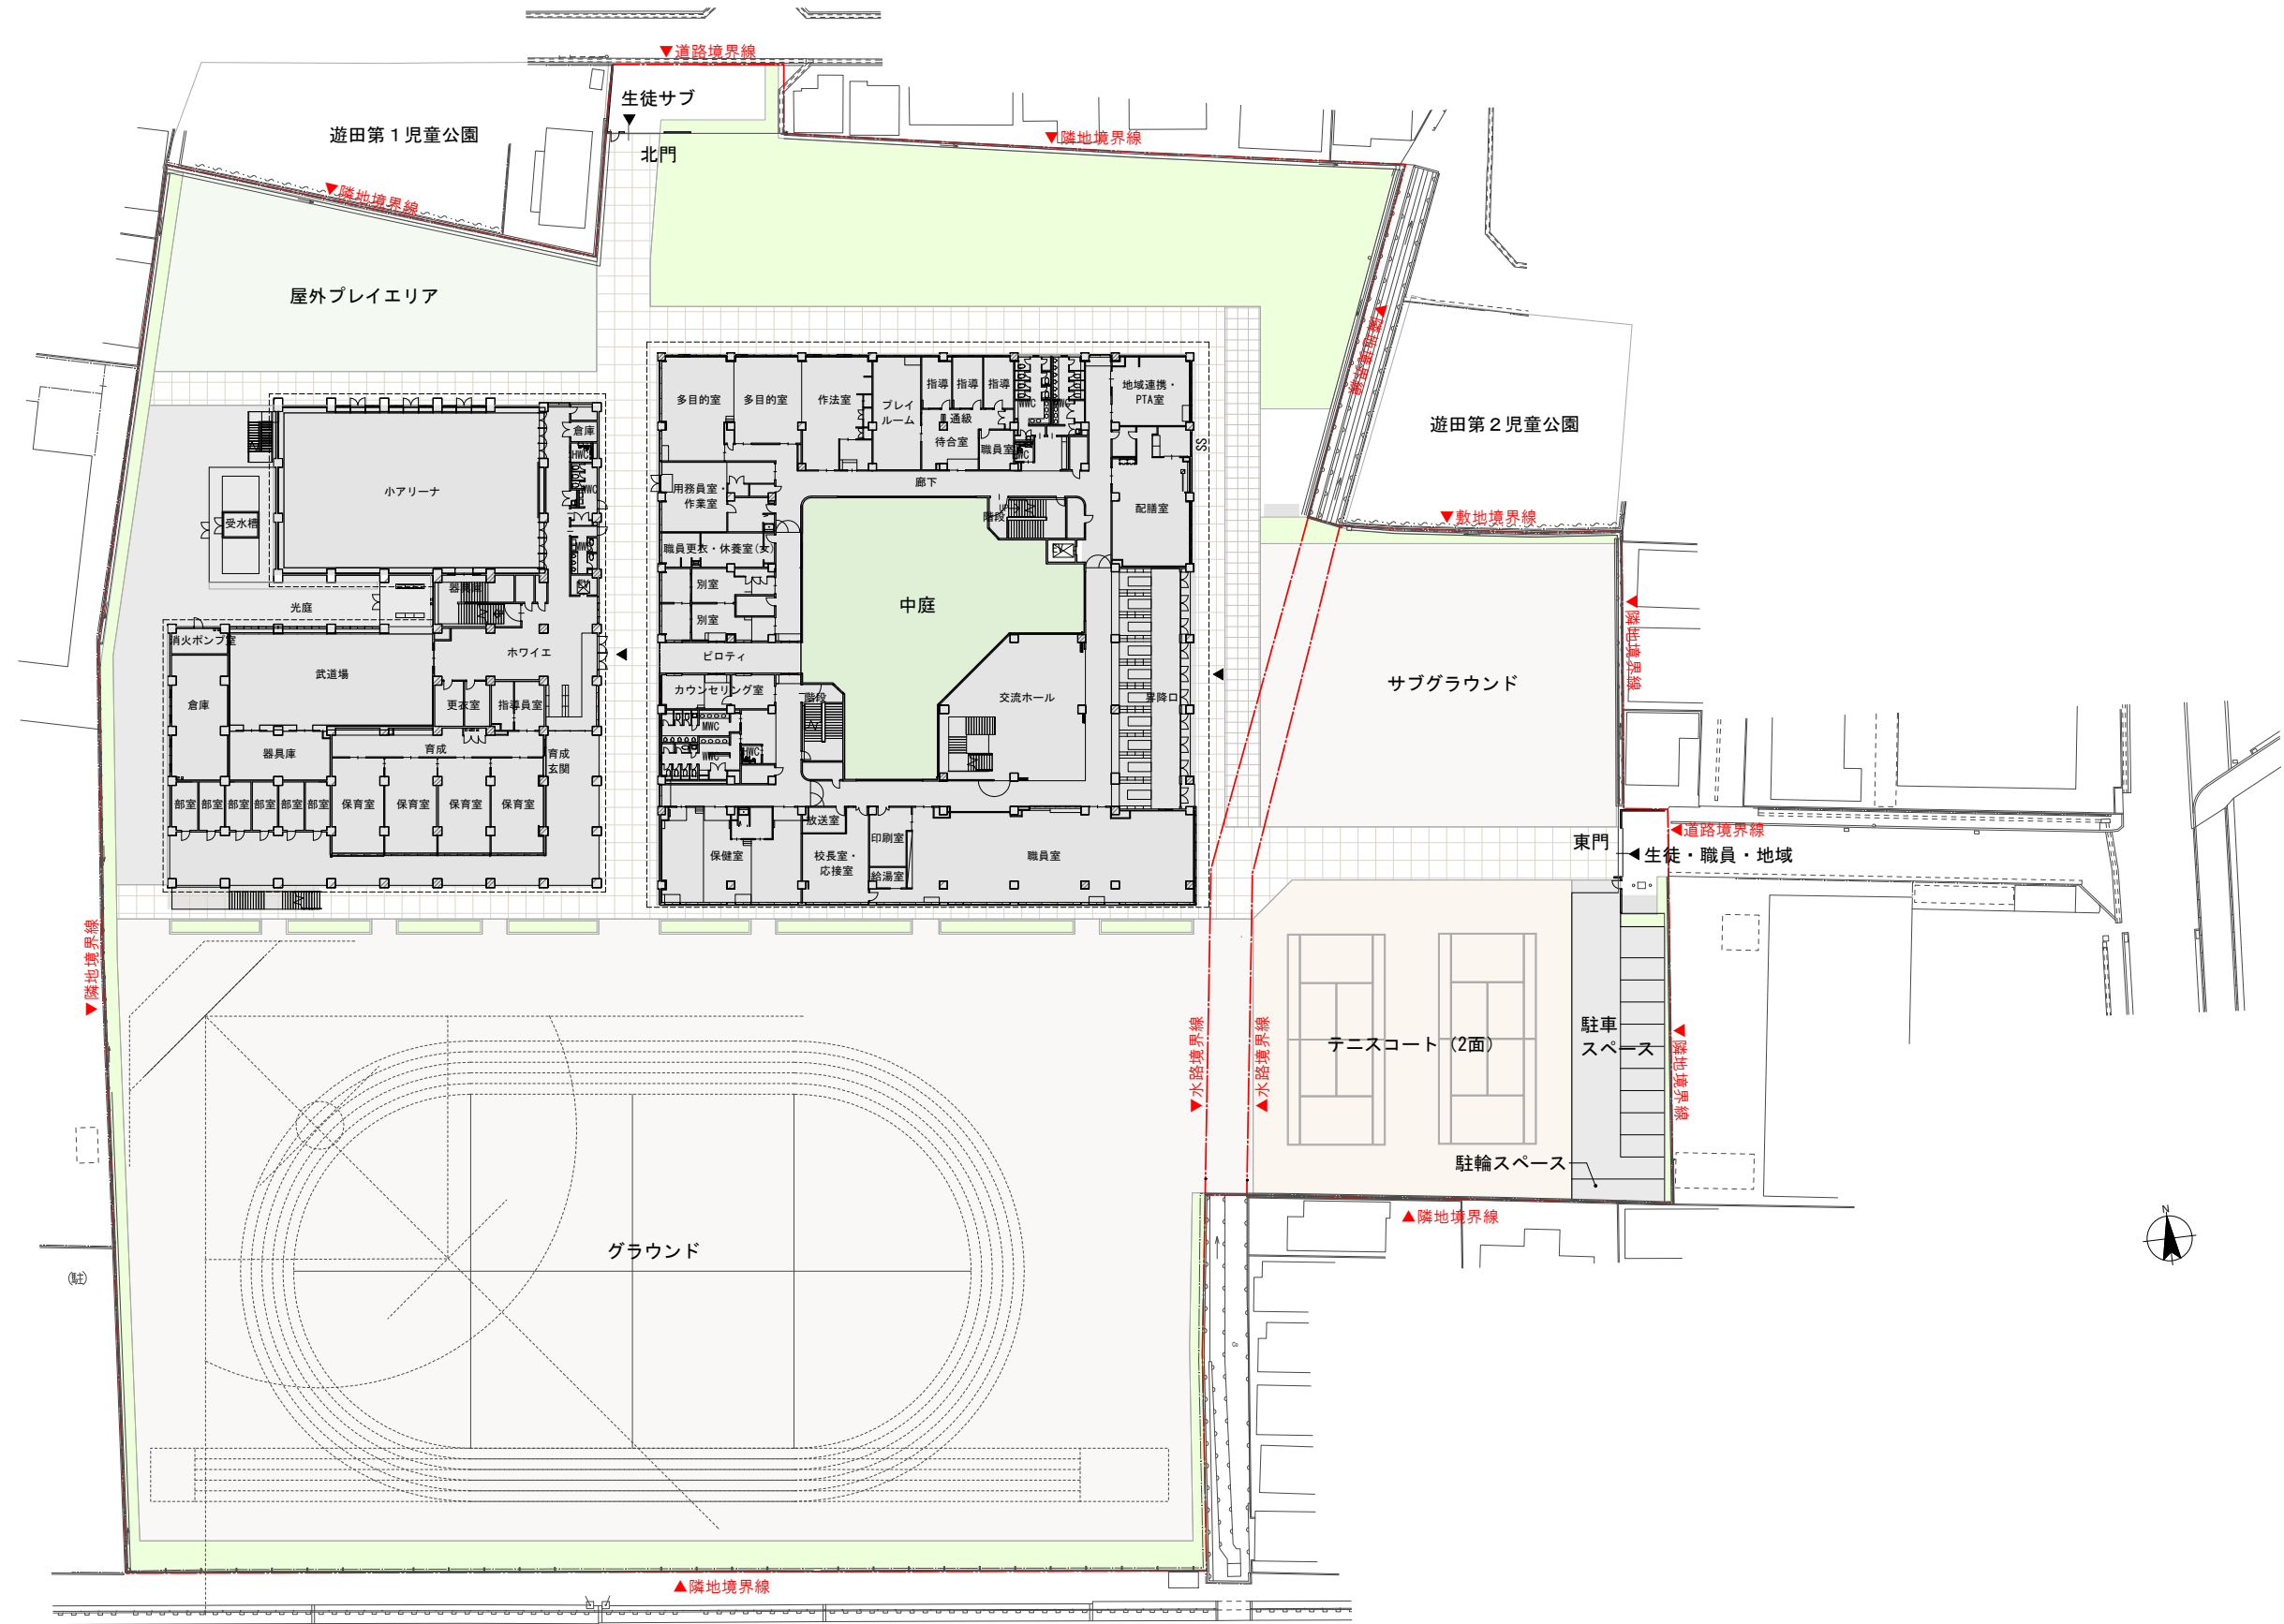 ▼道路境界線
生徒サブ
▼
北門
遊田第１児童公園
▼隣地境界線
▼隣地境界線
屋外プレイエリア
▼隣地境界線
遊田第２児童公園
▼敷地境界線
多目的室
多目的室
作法室
プレイ
ルーム
指導
指導
指導
通級
待合室
職員室
WWC
地域連携・
PTA室
SS
廊下
用務員室・
作業室
階段
配膳室
職員更衣・休養室(女)
別室
別室
中庭
ピロティ
カウンセリング室
階段
MWC
WWC
HWC
交流ホール
昇降口
放送室
印刷室
保健室
校長室・
応接室
給湯室
職員室
小アリーナ
倉庫
HWC
WWC
MWC
受水槽
器具庫
光庭
消火ポンプ室
武道場
ホワイエ
倉庫
更衣室
指導員室
器具庫
育成
育成
玄関
部室
部室
部室
部室
部室
部室
保育室
保育室
保育室
保育室
サブグラウンド
▼隣地境界線
東門
◀道路境界線
◀生徒・職員・地域
▼隣地境界線
▼水路境界線
▲水路境界線
テニスコート（2面）
駐車
スペース
駐輪スペース
▼隣地境界線
▲隣地境界線
グラウンド
(駐)
N
▲隣地境界線